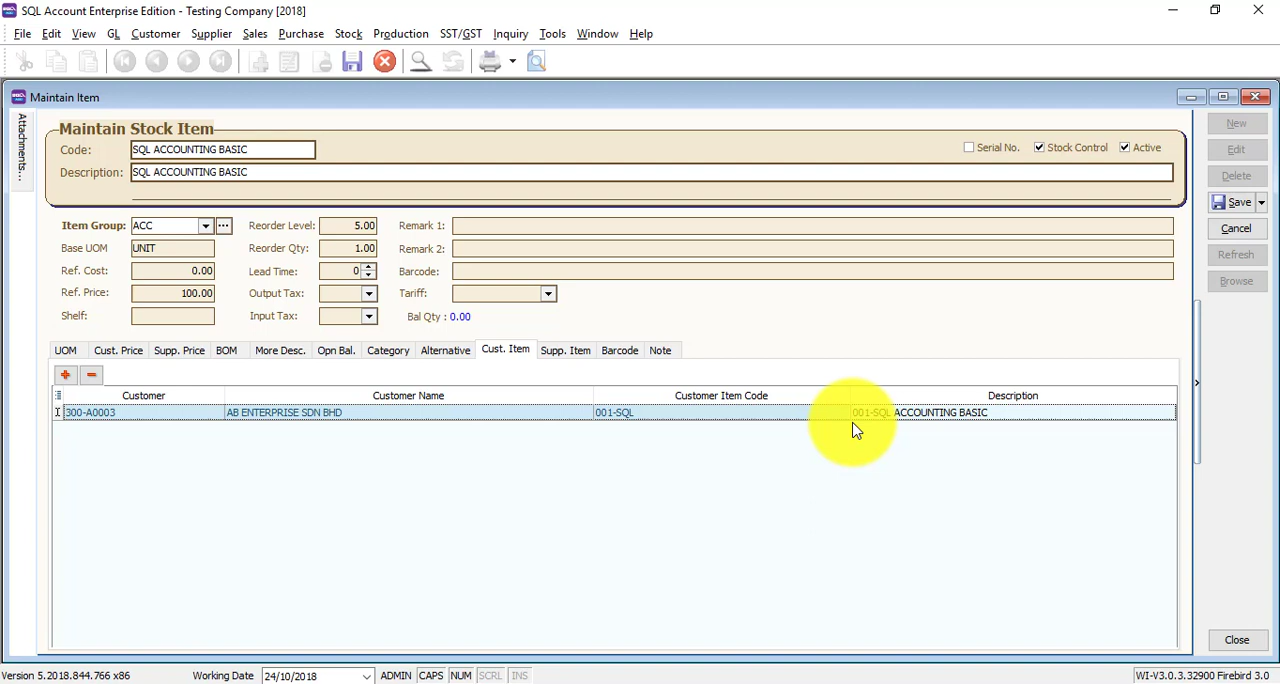 SQL Account Enterprise Edition - Testing Company [2018]
File Edit View GL Customer Supplier Sales Purchase Stock Production SST/GST Inquiry Tools Window Help
Maintain Item
Attachments...
Maintain Stock Item
Code: SQL ACCOUNTING BASIC
Serial No. Stock Control Active
Description: SQL ACCOUNTING BASIC
Item Group: ACC Reorder Level: 5.00 Remark 1:
Base UOM UNIT Reorder Qty: 1.00 Remark 2:
Ref. Cost: 0.00 Lead Time: 0 Barcode:
Ref. Price: 100.00 Output Tax: Tariff:
Shelf: Input Tax: Bal Qty : 0.00
UOM Cust. Price Supp. Price BOM More Desc. Opn Bal. Category Alternative Cust. Item Supp. Item Barcode Note
Customer Customer Name Customer Item Code Description
300-A0003 AB ENTERPRISE SDN BHD 001-SQL 001-SQL ACCOUNTING BASIC
New
Edit
Delete
Save
Cancel
Refresh
Browse
Close
Version 5.2018.844.766 x86 Working Date 24/10/2018 ADMIN CAPS NUM SCRL INS WI-V3.0.3.32900 Firebird 3.0